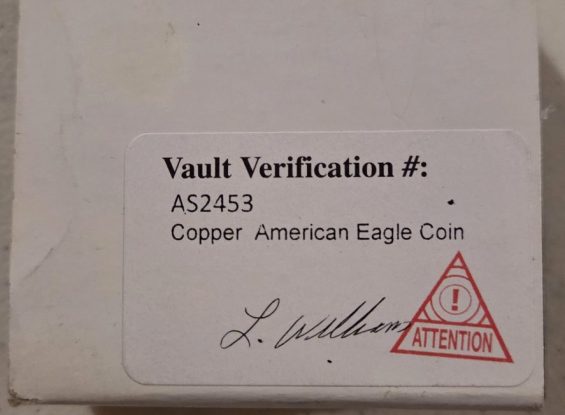 Vault Verification #:
AS2453
Copper American Eagle Coin
L. Williams
!
ATTENTION